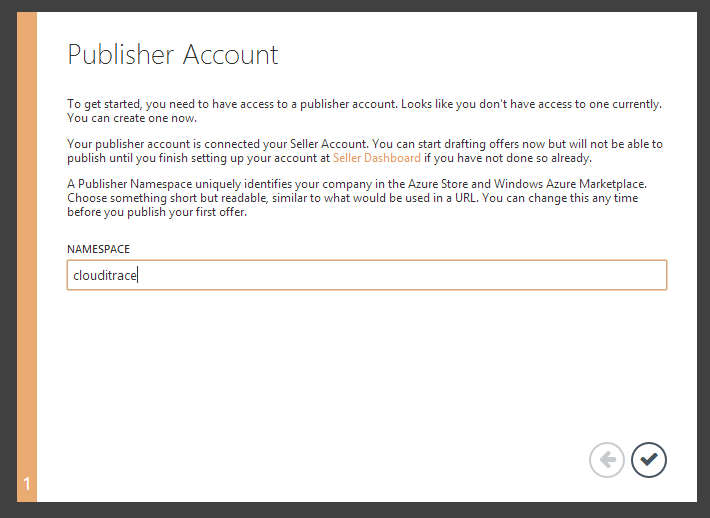 Publisher Account
To get started, you need to have access to a publisher account. Looks like you don't have access to one currently.
You can create one now.
Your publisher account is connected your Seller Account. You can start drafting offers now but will not be able to
publish until you finish setting up your account at Seller Dashboard if you have not done so already.
A Publisher Namespace uniquely identifies your company in the Azure Store and Windows Azure Marketplace.
Choose something short but readable, similar to what would be used in a URL. You can change this any time
before you publish your first offer.
NAMESPACE
clouditrace
1